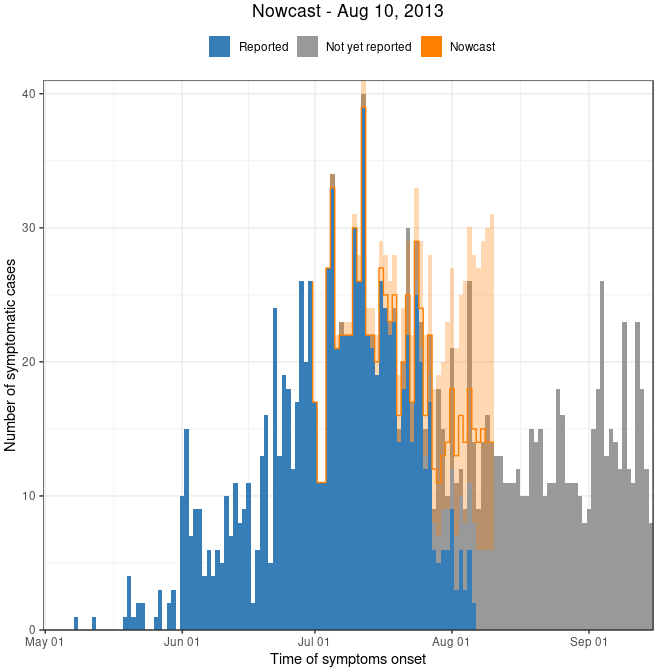 Nowcast - Aug 10, 2013
Reported Not yet reported Nowcast
Number of symptomatic cases
40
30
20
10
0
May 01 Jun 01 Jul 01 Aug 01 Sep 01
Time of symptoms onset